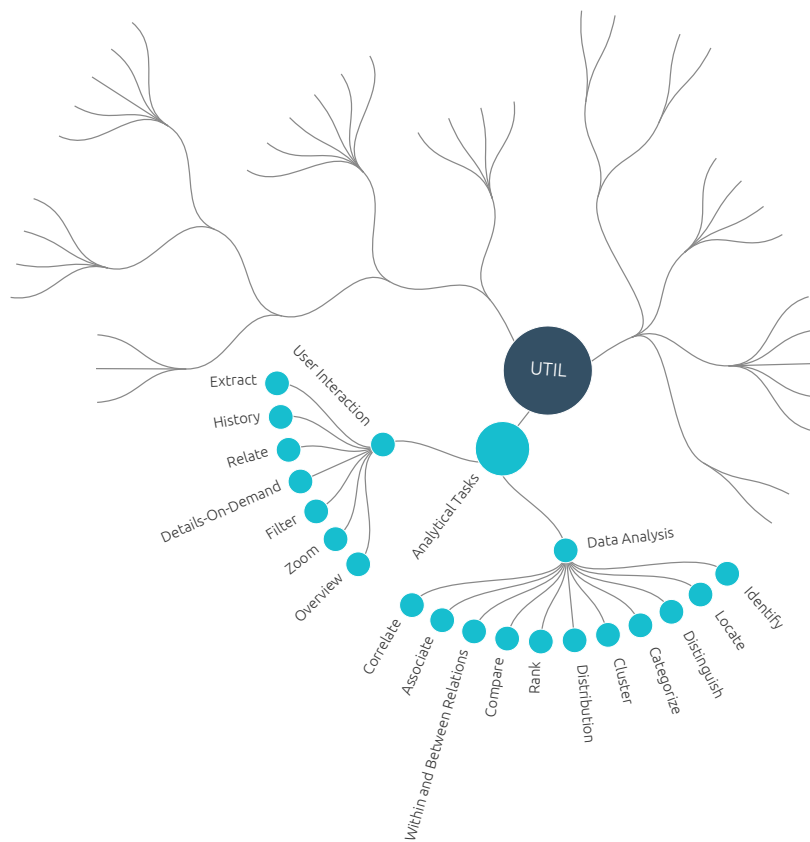 UTIL
Analytical Tasks
User Interaction
Extract
History
Relate
Details-On-Demand
Filter
Zoom
Overview
Data Analysis
Correlate
Associate
Within and Between Relations
Compare
Rank
Distribution
Cluster
Categorize
Distinguish
Locate
Identify